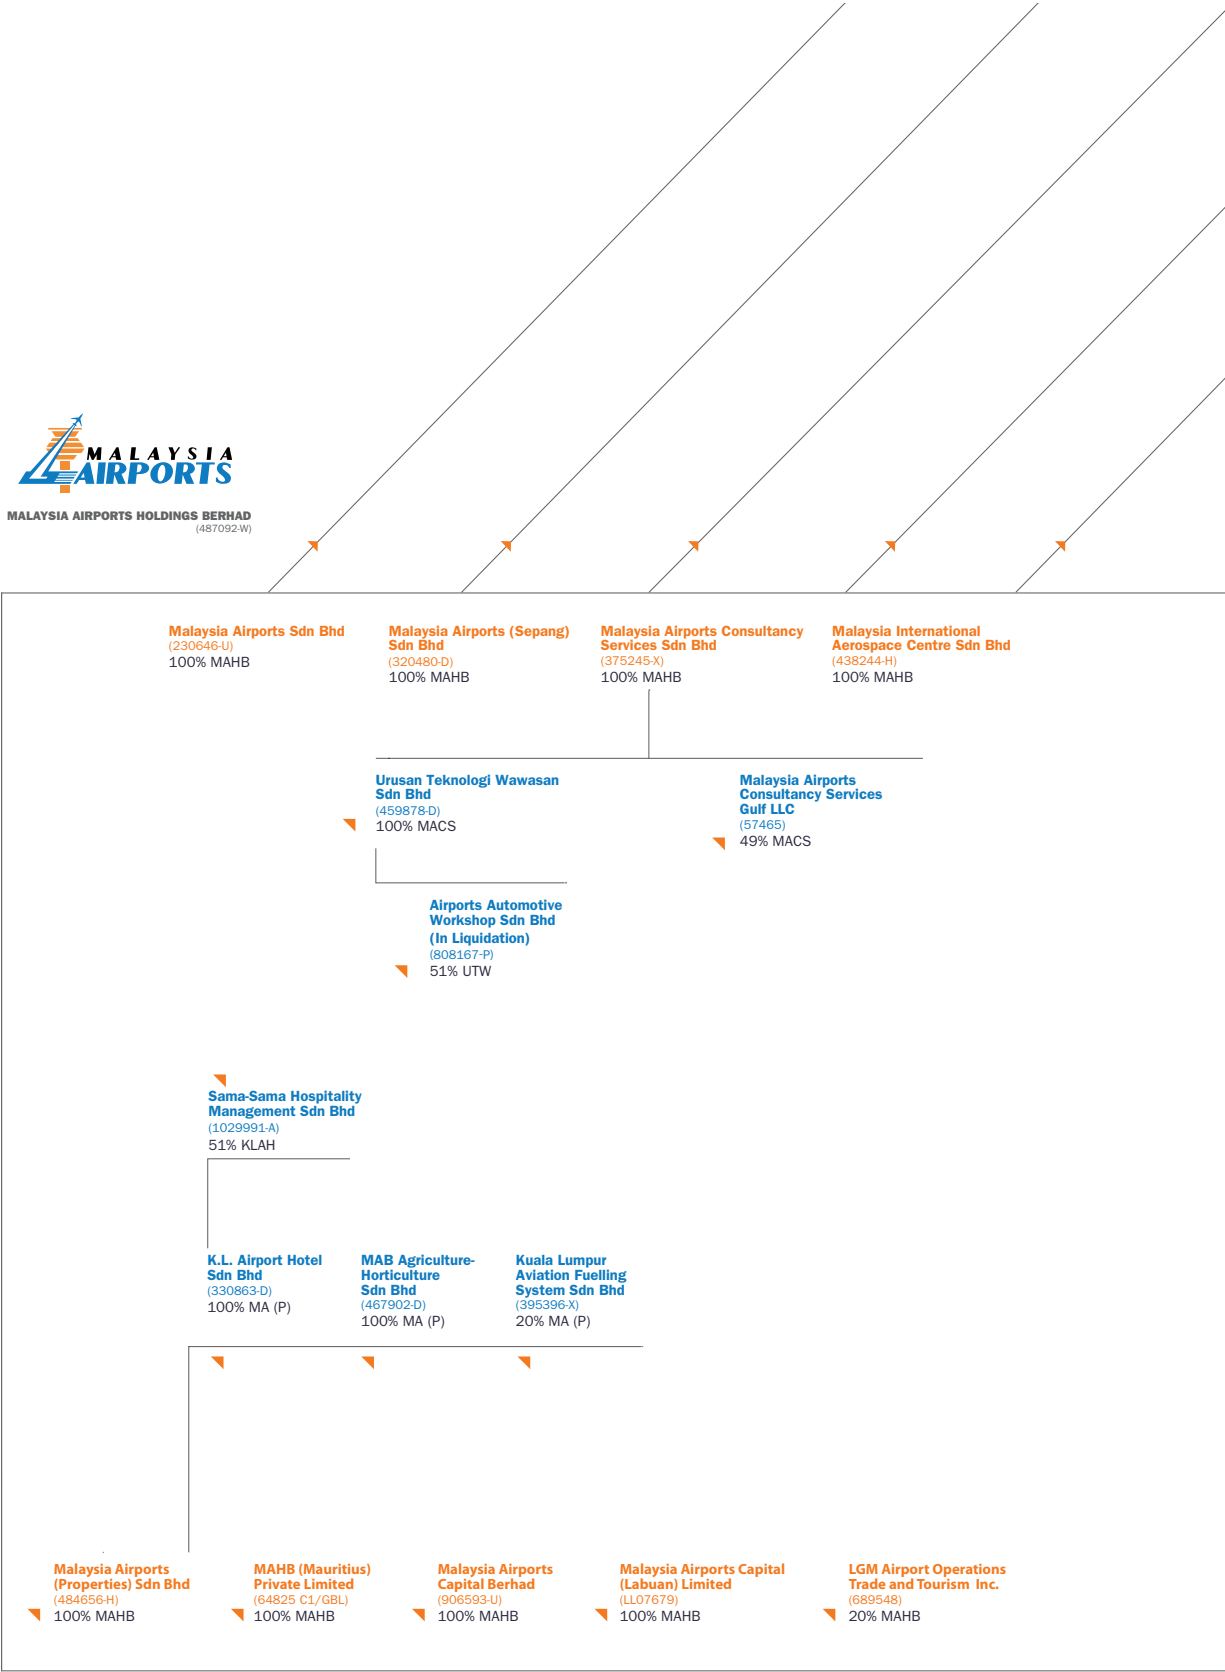 MALAYSIA
AIRPORTS
MALAYSIA AIRPORTS HOLDINGS BERHAD
(487092-W)
Malaysia Airports Sdn Bhd
(230646-U)
100% MAHB
Malaysia Airports (Sepang)
Sdn Bhd
(320480-D)
100% MAHB
Malaysia Airports Consultancy
Services Sdn Bhd
(375245-X)
100% MAHB
Malaysia International
Aerospace Centre Sdn Bhd
(438244-H)
100% MAHB
Urusan Teknologi Wawasan
Sdn Bhd
(459878-D)
100% MACS
Malaysia Airports
Consultancy Services
Gulf LLC
(57465)
49% MACS
Airports Automotive
Workshop Sdn Bhd
(In Liquidation)
(808167-P)
51% UTW
Sama-Sama Hospitality
Management Sdn Bhd
(1029991-A)
51% KLAH
K.L. Airport Hotel
Sdn Bhd
(330863-D)
100% MA (P)
MAB Agriculture-
Horticulture
Sdn Bhd
(467902-D)
100% MA (P)
Kuala Lumpur
Aviation Fuelling
System Sdn Bhd
(395396-X)
20% MA (P)
Malaysia Airports
(Properties) Sdn Bhd
(484656-H)
100% MAHB
MAHB (Mauritius)
Private Limited
(64825 C1/GBL)
100% MAHB
Malaysia Airports
Capital Berhad
(906593-U)
100% MAHB
Malaysia Airports Capital
(Labuan) Limited
(LL07679)
100% MAHB
LGM Airport Operations
Trade and Tourism Inc.
(689548)
20% MAHB